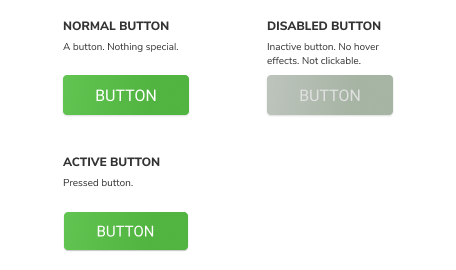 NORMAL BUTTON
A button. Nothing special.
BUTTON
DISABLED BUTTON
Inactive button. No hover
effects. Not clickable.
BUTTON
ACTIVE BUTTON
Pressed button.
BUTTON